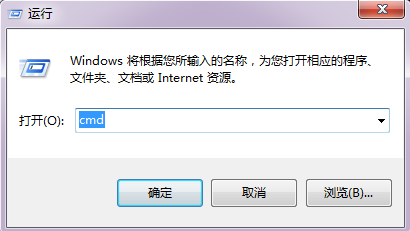 运行
Windows 将根据您所输入的名称，为您打开相应的程序、
文件夹、文档或 Internet 资源。
打开(O): cmd
确定 取消 浏览(B)...